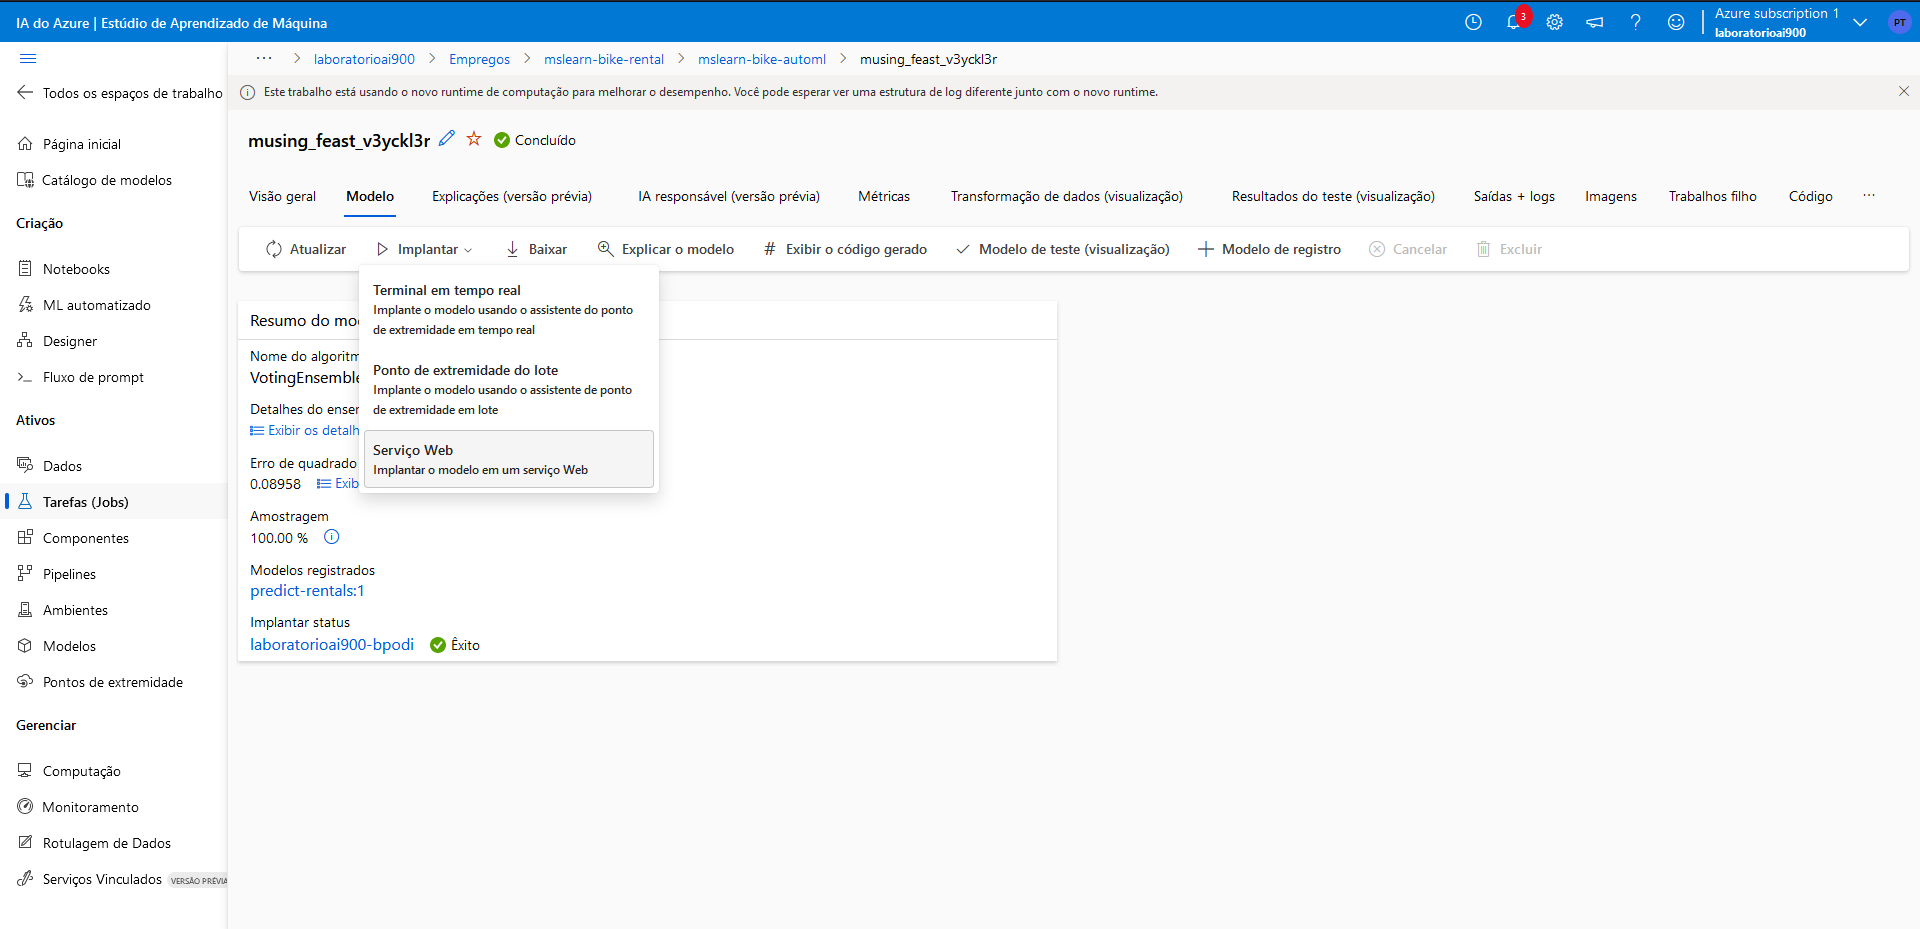 IA do Azure | Estúdio de Aprendizado de Máquina
3
?
Azure subscription 1
laboratorioai900
PT
Todos os espaços de trabalho
Página inicial
Catálogo de modelos
Criação
Notebooks
ML automatizado
Designer
Fluxo de prompt
Ativos
Dados
Tarefas (Jobs)
Componentes
Pipelines
Ambientes
Modelos
Pontos de extremidade
Gerenciar
Computação
Monitoramento
Rotulagem de Dados
Serviços Vinculados VERSÃO PRÉVIA
··· > laboratorioai900 > Empregos > mslearn-bike-rental > mslearn-bike-automl > musing_feast_v3yckl3r
Este trabalho está usando o novo runtime de computação para melhorar o desempenho. Você pode esperar ver uma estrutura de log diferente junto com o novo runtime.
musing_feast_v3yckl3r Concluído
Visão geral Modelo Explicações (versão prévia) IA responsável (versão prévia) Métricas Transformação de dados (visualização) Resultados do teste (visualização) Saídas + logs Imagens Trabalhos filho Código ···
Atualizar Implantar Baixar Explicar o modelo # Exibir o código gerado Modelo de teste (visualização) Modelo de registro Cancelar Excluir
Terminal em tempo real
Implante o modelo usando o assistente do ponto
de extremidade em tempo real
Ponto de extremidade do lote
Implante o modelo usando o assistente de ponto
de extremidade em lote
Serviço Web
Implantar o modelo em um serviço Web
Resumo do mo
Nome do algoritm
VotingEnsemble
Detalhes do enser
Exibir os detalh
Erro de quadrado
0.08958 Exib
Amostragem
100.00 %
Modelos registrados
predict-rentals:1
Implantar status
laboratorioai900-bpodi Êxito